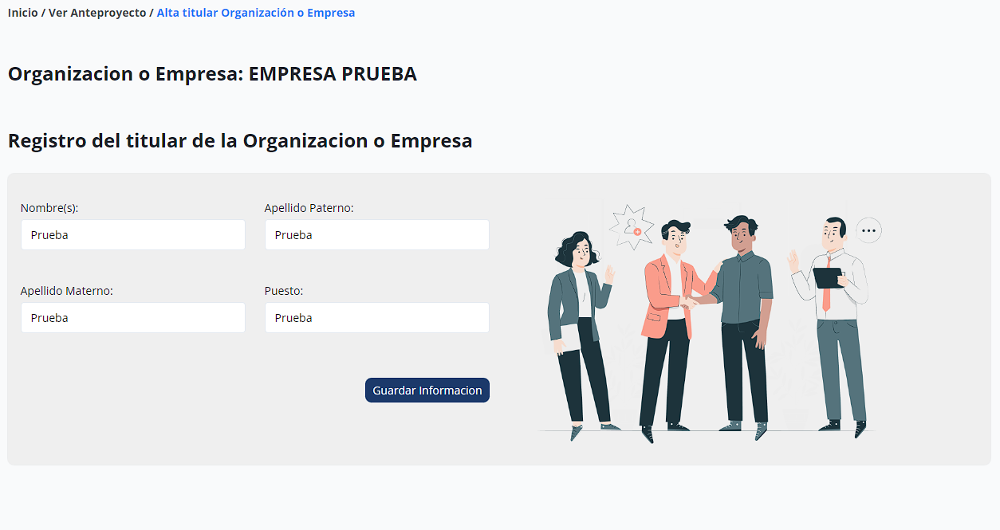 Inicio / Ver Anteproyecto / Alta titular Organización o Empresa
Organizacion o Empresa: EMPRESA PRUEBA
Registro del titular de la Organizacion o Empresa
Nombre(s):
Prueba
Apellido Paterno:
Prueba
Apellido Materno:
Prueba
Puesto:
Prueba
Guardar Informacion